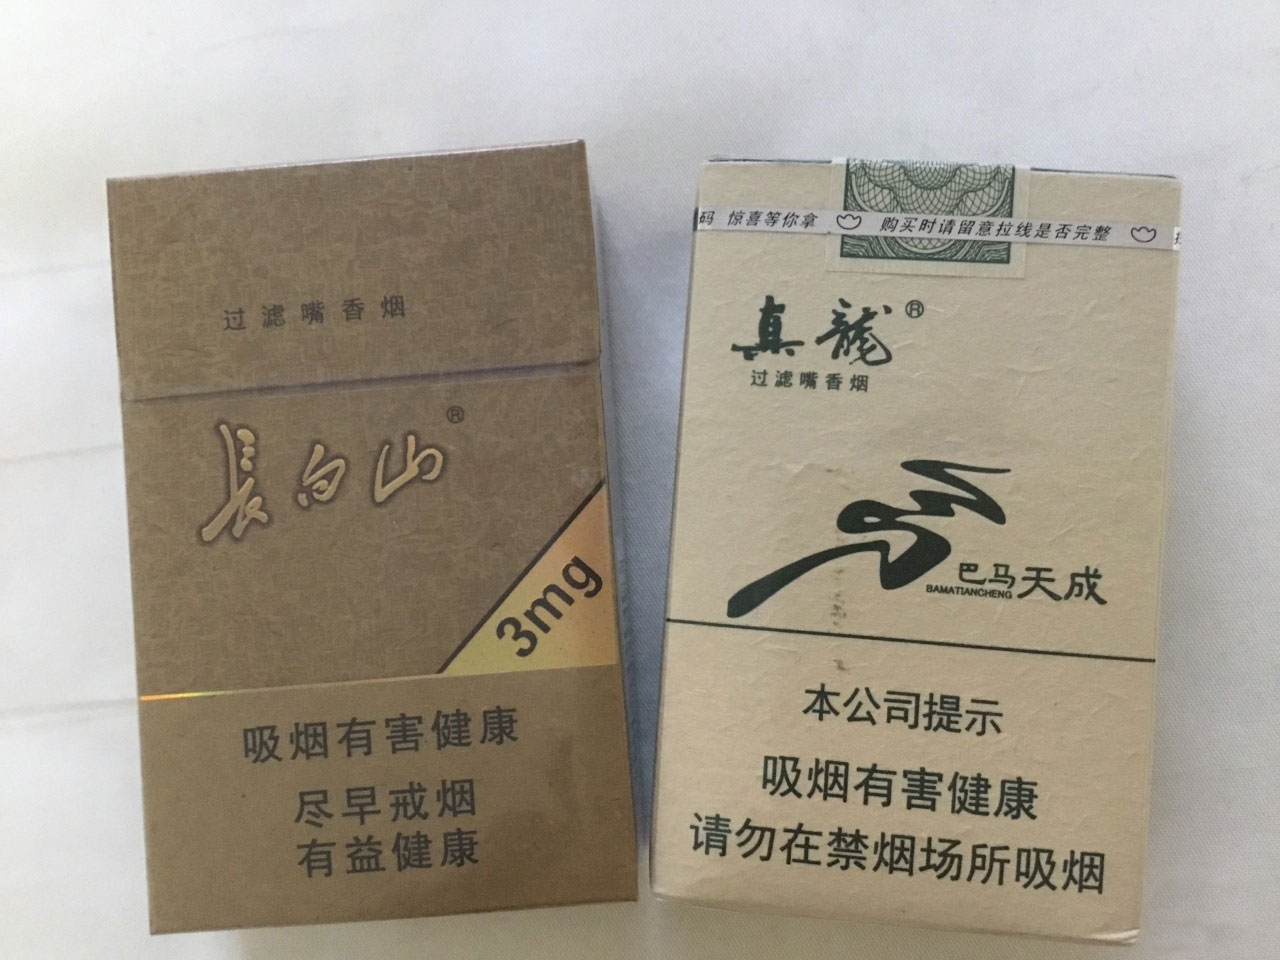 过滤嘴香烟
長白山®
3mg
吸烟有害健康
尽早戒烟
有益健康
码 惊喜等你拿 购买时请留意拉线是否完整
真龍®
过滤嘴香烟
巴马天成
BAMATIANCHENG
本公司提示
吸烟有害健康
请勿在禁烟场所吸烟